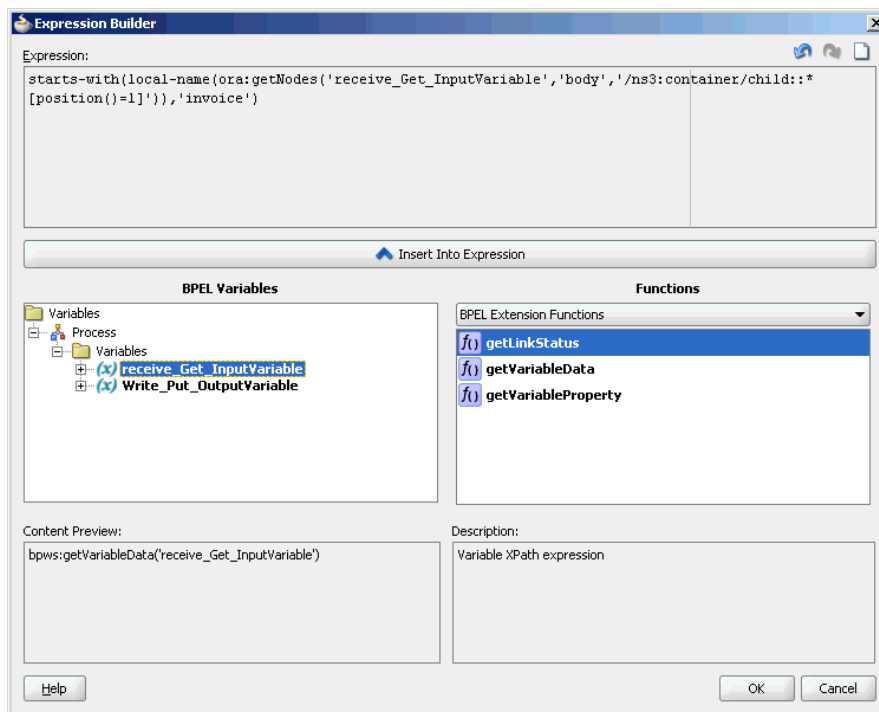 Expression Builder
Expression:
starts-with(local-name(ora:getNodes('receive_Get_InputVariable','body','/ns3:container/child::*
[position()=1]')),'invoice')
Insert Into Expression
BPEL Variables
Functions
Variables
Process
Variables
(x) receive_Get_InputVariable
(x) Write_Put_OutputVariable
BPEL Extension Functions
f() getLinkStatus
f() getVariableData
f() getVariableProperty
Content Preview:
bpws:getVariableData('receive_Get_InputVariable')
Description:
Variable XPath expression
Help
OK
Cancel